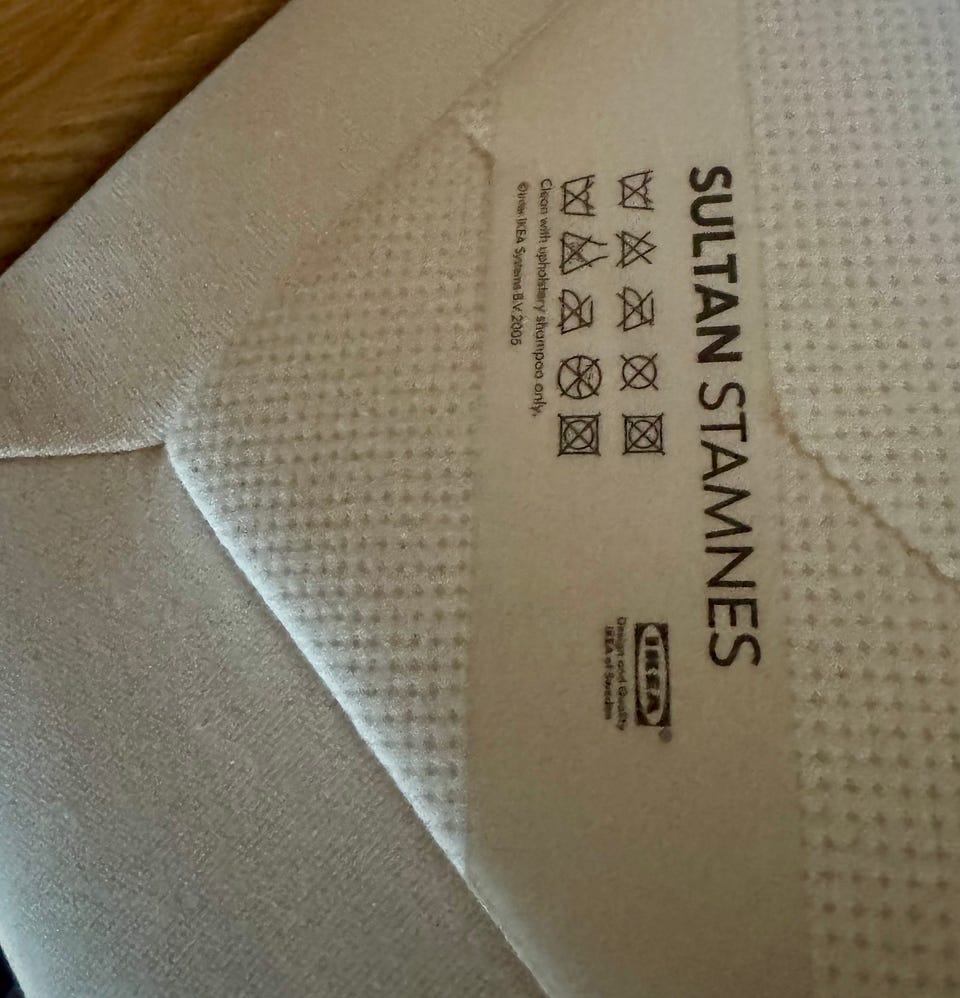 SULTAN STAMNES
Clean with upholstery shampoo only.
©Inter IKEA Systems B.V. 2005
IKEA®
Design and Quality
IKEA of Sweden